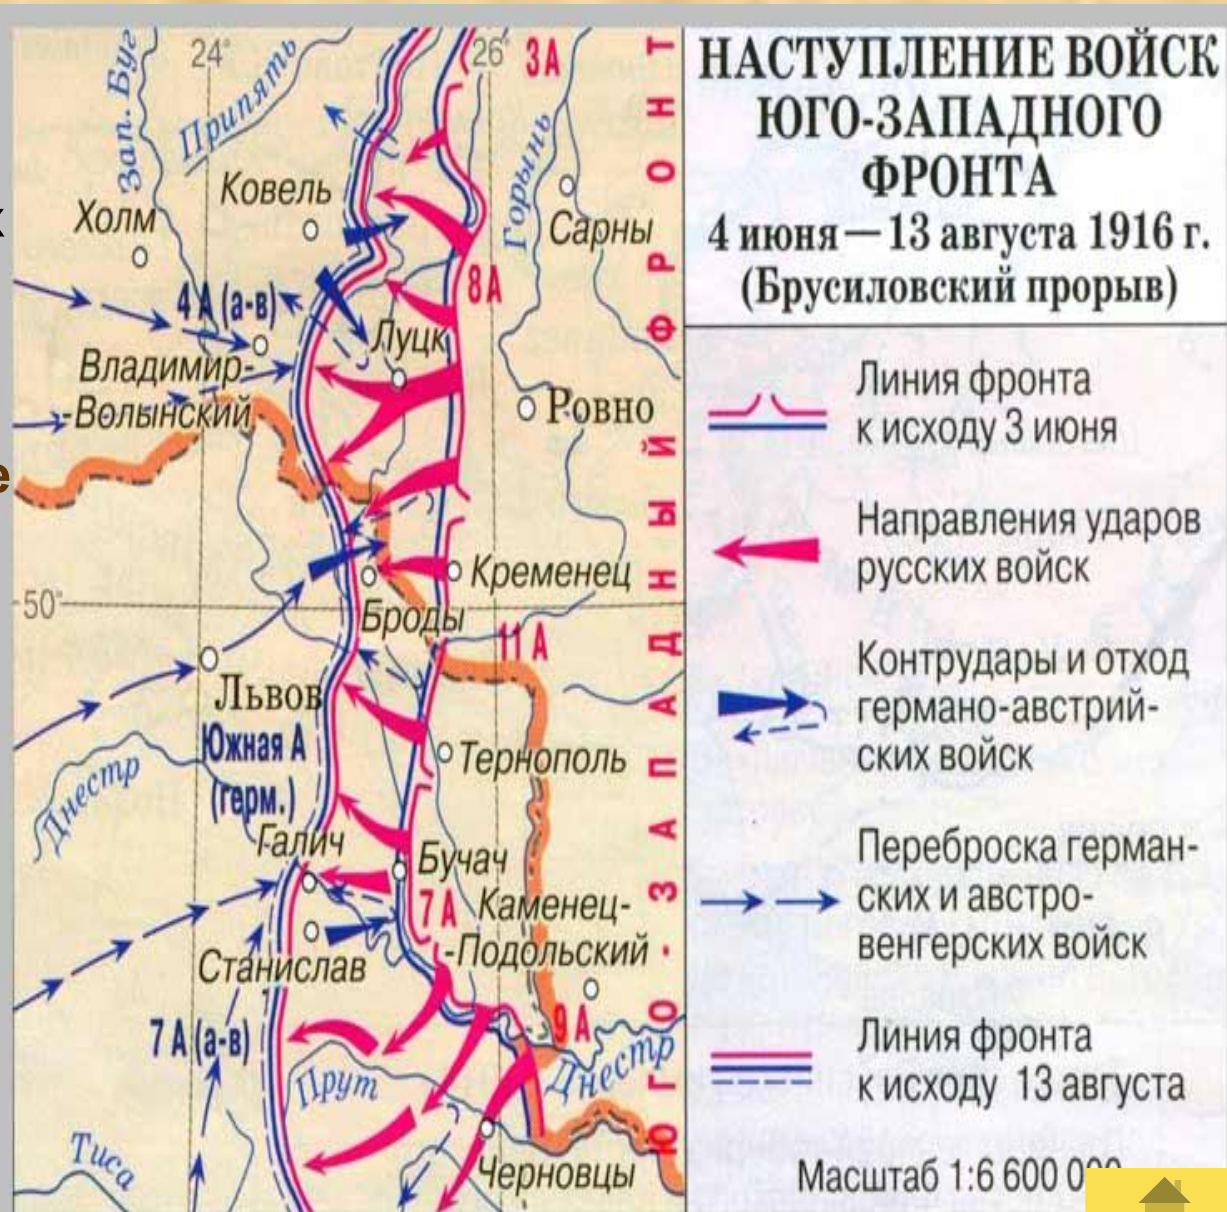 24°
26°
3А
Зап. Буг
Припять
Горынь
Ковель
Холм
Сарны
8А
4 А (а-в)
Луцк
Владимир-
-Волынский
Ровно
50°
Кременец
Броды
11 А
Львов
Южная А
(герм.)
Тернополь
Днестр
Галич
Бучач
7 А
Каменец-
-Подольский
Станислав
9 А
7 А (а-в)
Прут
Днестр
Тиса
Черновцы
ЮГО-ЗАПАДНЫЙ ФРОНТ
НАСТУПЛЕНИЕ ВОЙСК
ЮГО-ЗАПАДНОГО
ФРОНТА
4 июня — 13 августа 1916 г.
(Брусиловский прорыв)
Линия фронта
к исходу 3 июня
Направления ударов
русских войск
Контрудары и отход
германо-австрий-
ских войск
Переброска герман-
ских и австро-
венгерских войск
Линия фронта
к исходу 13 августа
Масштаб 1:6 600 000